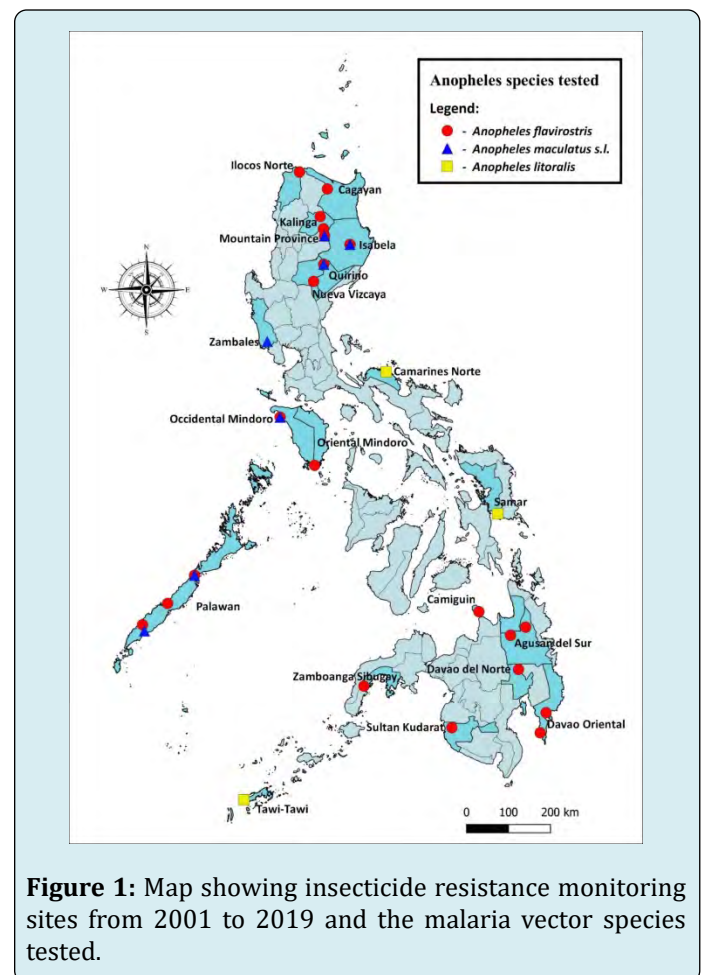 Anopheles species tested
Legend:
- Anopheles flavirostris
- Anopheles maculatus s.l.
- Anopheles litoralis
Ilocos Norte
Cagayan
Kalinga
Mountain Province
Isabela
Quirino
Nueva Vizcaya
N
W E
S
Zambales
Camarines Norte
Occidental Mindoro
Oriental Mindoro
Samar
Palawan
Camiguin
Agusan del Sur
Davao del Norte
Zamboanga Sibugay
Sultan Kudarat
Davao Oriental
Tawi-Tawi
0 100 200 km
Figure 1: Map showing insecticide resistance monitoring
sites from 2001 to 2019 and the malaria vector species
tested.